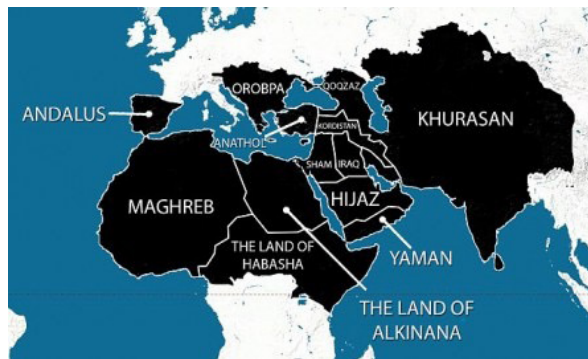 OROBPA
QOQZAZ
ANDALUS
ANATHOL
KORDISTAN
KHURASAN
SHAM
IRAQ
MAGHREB
HIJAZ
THE LAND OF
HABASHA
YAMAN
THE LAND OF
ALKINANA